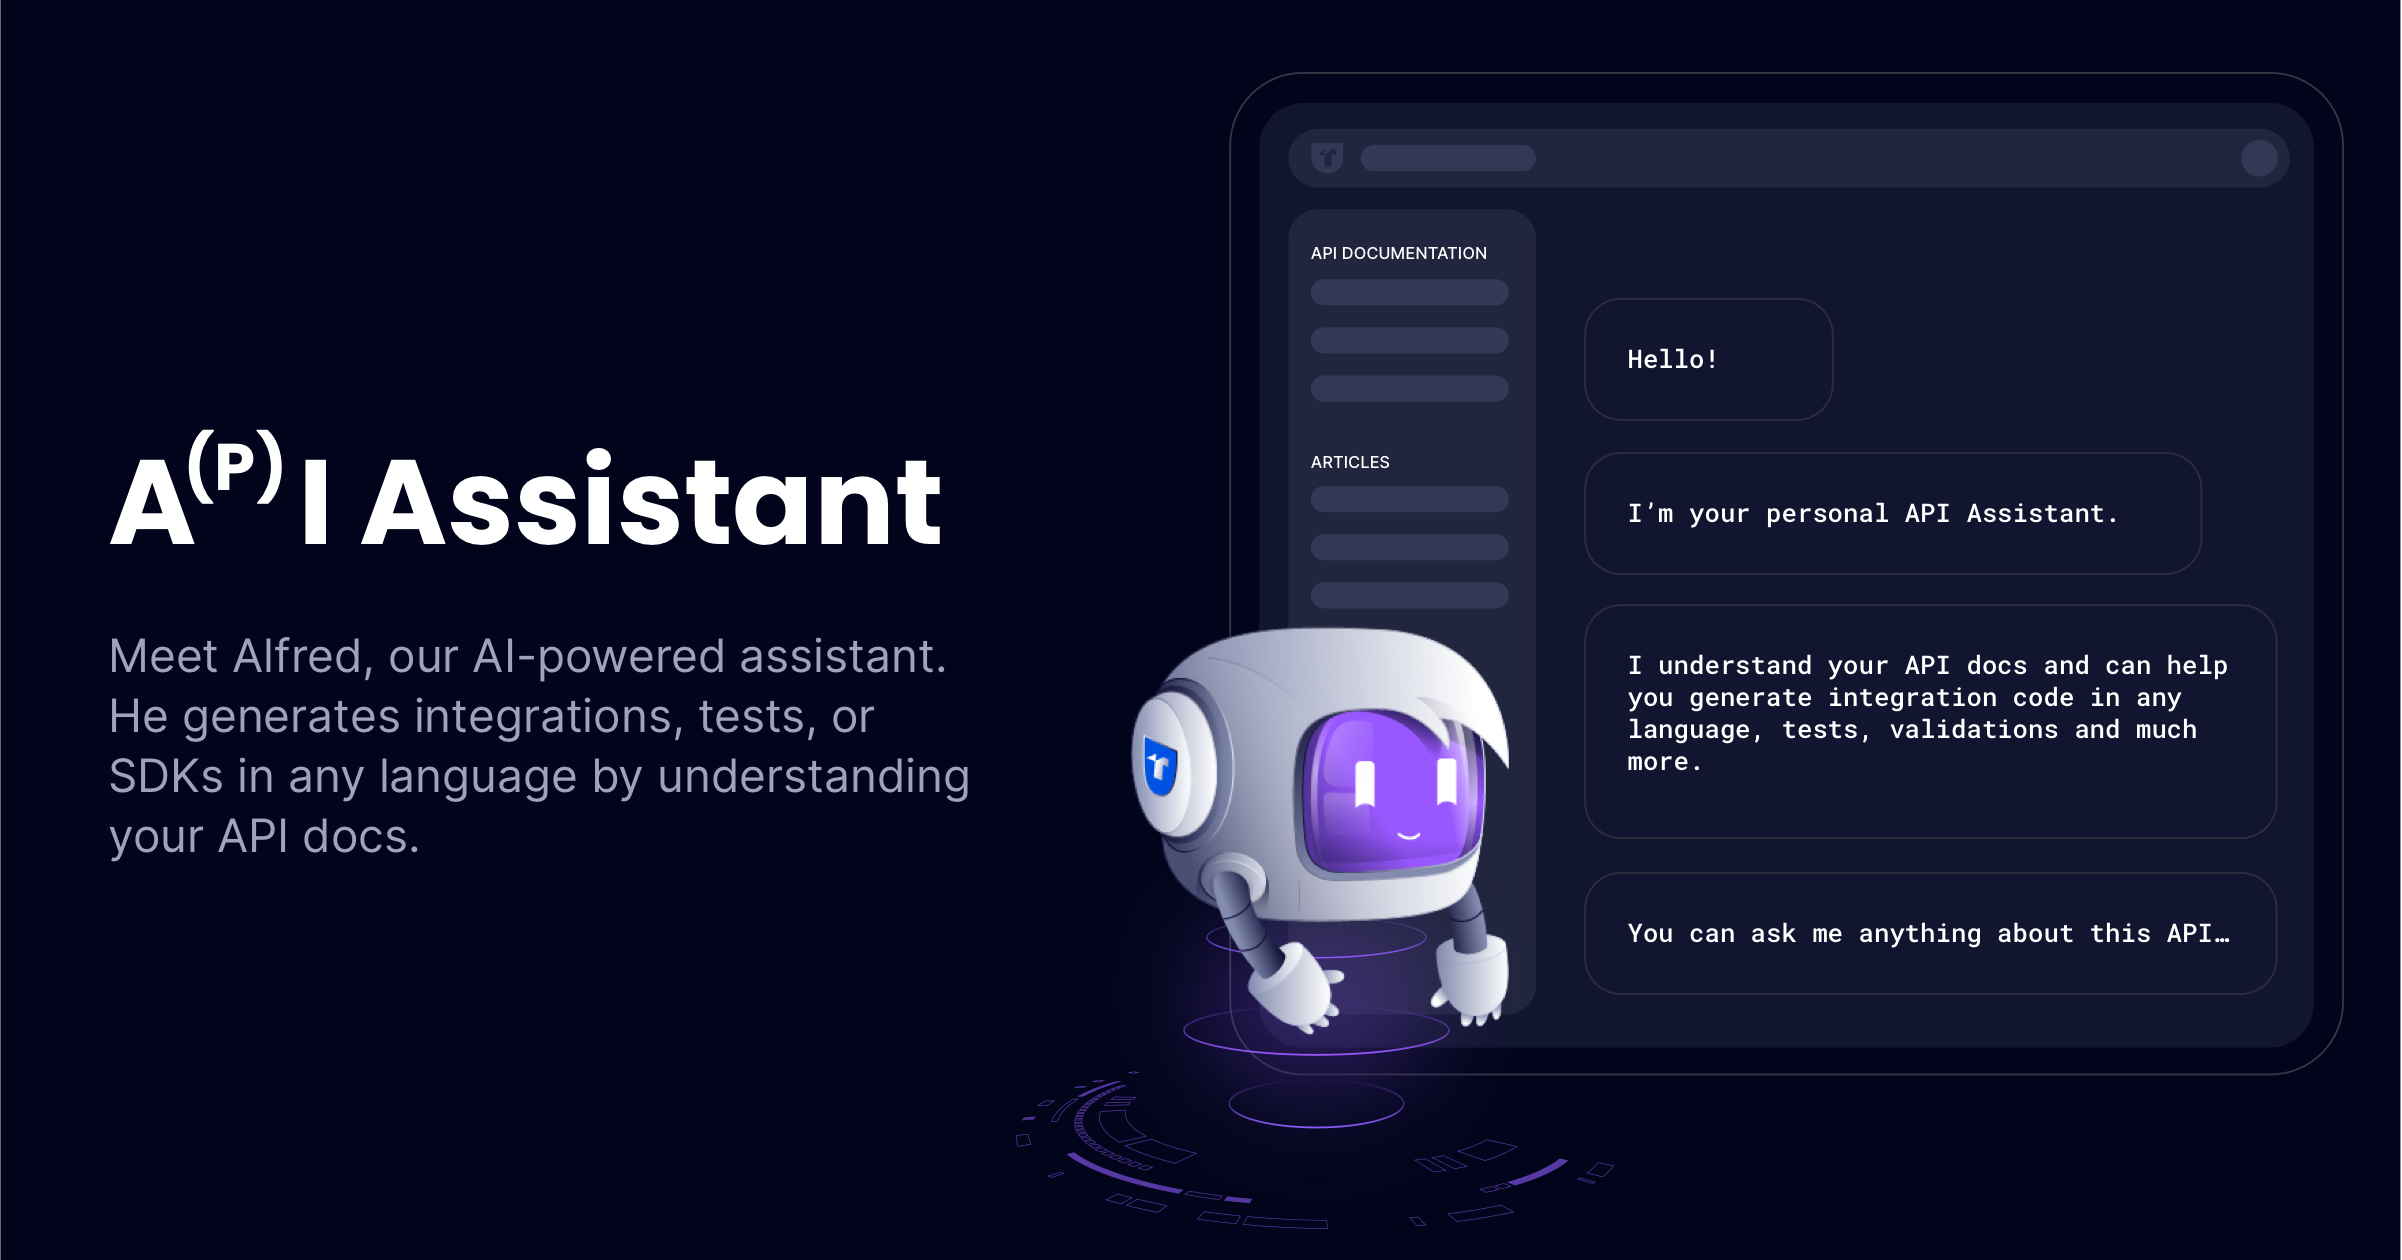 A(P)I Assistant
Meet Alfred, our AI-powered assistant.
He generates integrations, tests, or
SDKs in any language by understanding
your API docs.
API DOCUMENTATION
ARTICLES
Hello!
I’m your personal API Assistant.
I understand your API docs and can help
you generate integration code in any
language, tests, validations and much
more.
You can ask me anything about this API…